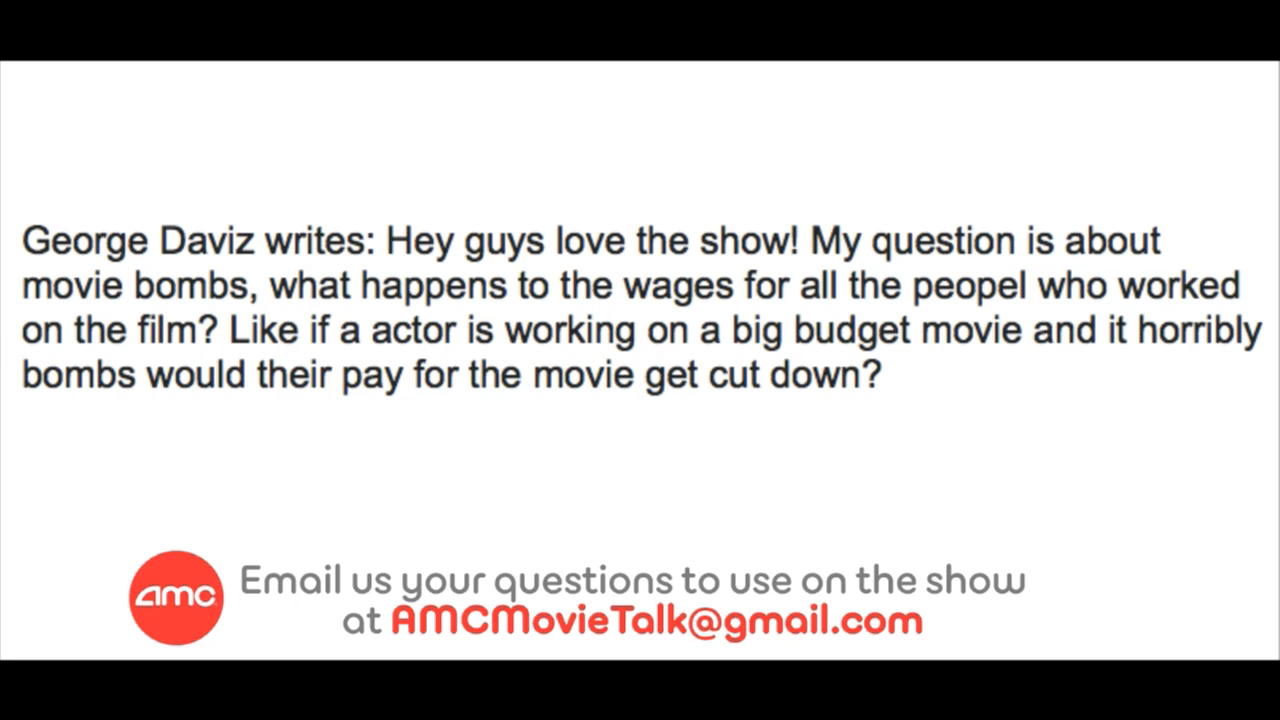 George Daviz writes: Hey guys love the show! My question is about
movie bombs, what happens to the wages for all the peopel who worked
on the film? Like if a actor is working on a big budget movie and it horribly
bombs would their pay for the movie get cut down?
amc
Email us your questions to use on the show
at AMCMovieTalk@gmail.com